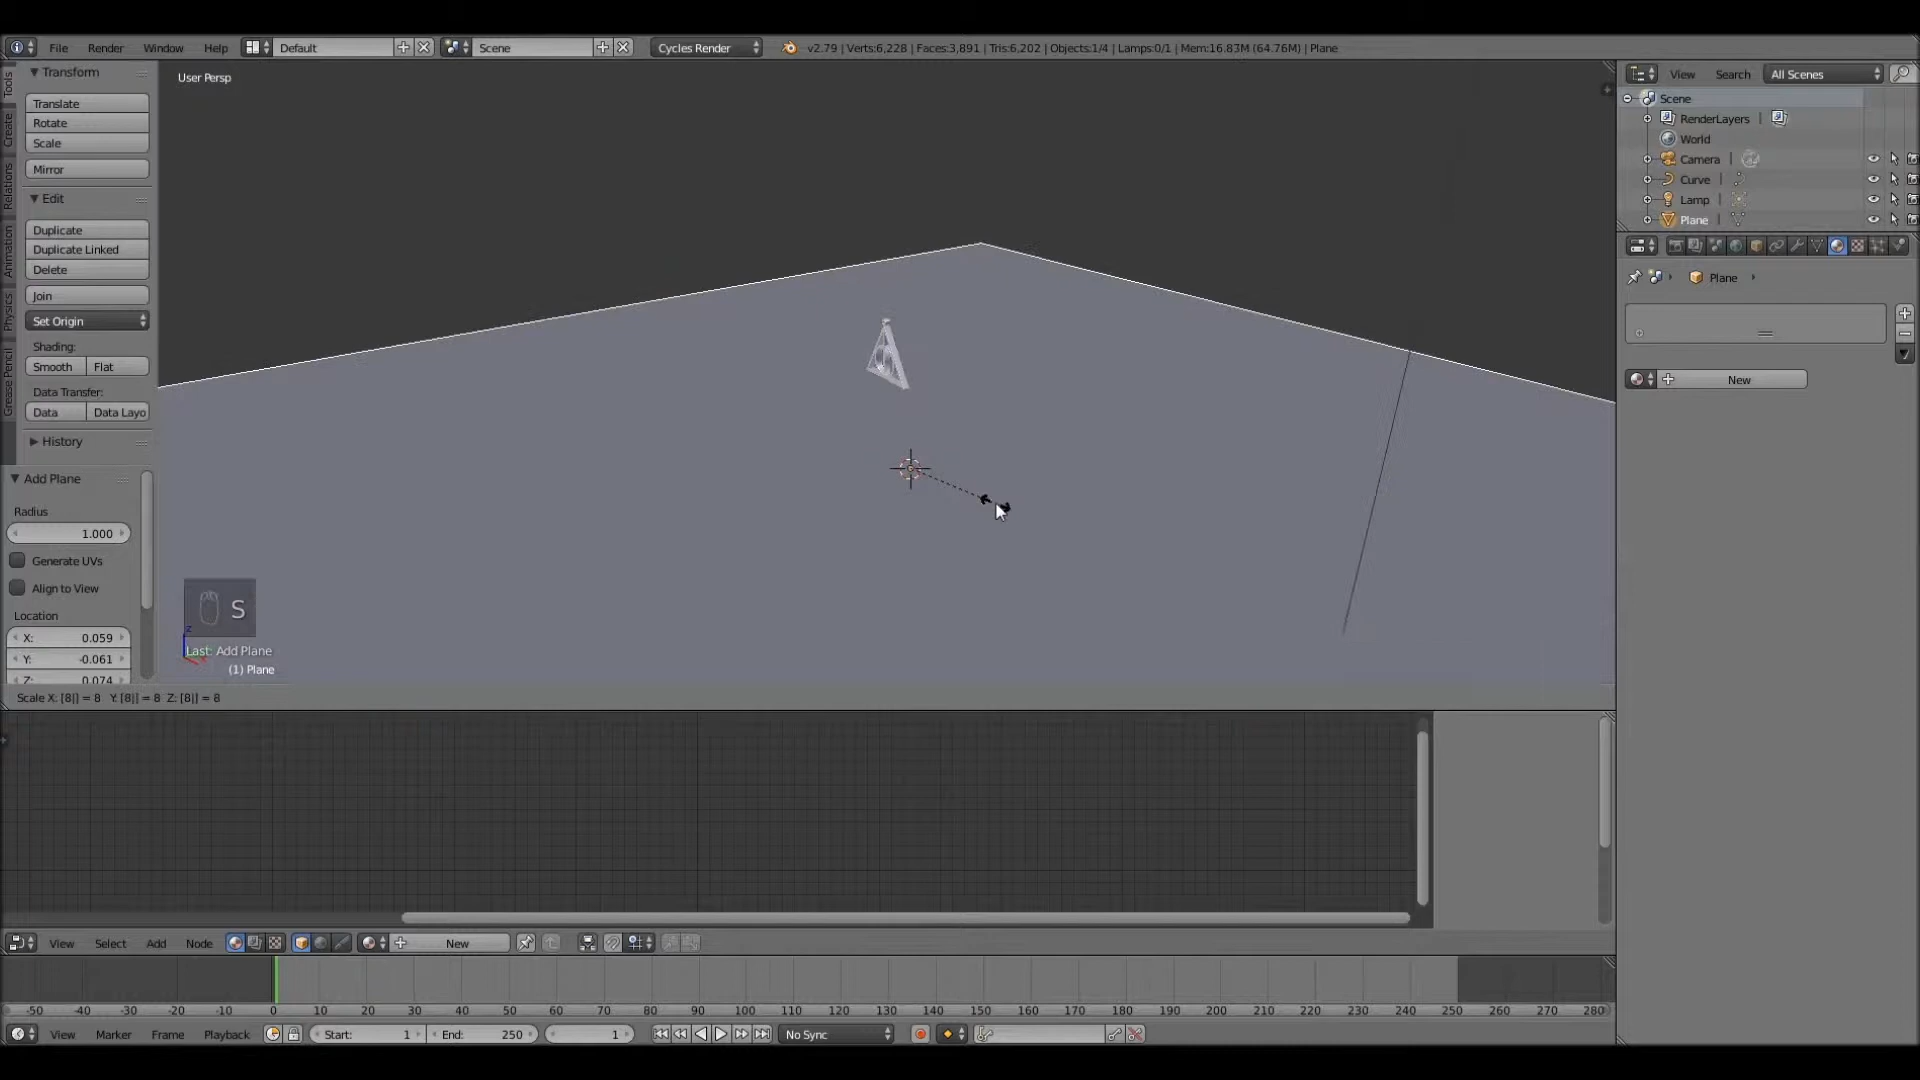 File Render Window Help Default Scene Cycles Render v2.79 | Verts:6,228 | Faces:3,891 | Tris:6,202 | Objects:1/4 | Lamps:0/1 | Mem:16.83M (64.76M) | Plane
View Search All Scenes
Tools
Create
Relations
Animation
Physics
Grease Pencil
Transform
Translate
Rotate
Scale
Mirror
Edit
Duplicate
Duplicate Linked
Delete
Join
Set Origin
Shading:
Smooth Flat
Data Transfer:
Data Data Layo
History
Add Plane
Radius
1.000
Generate UVs
Align to View
Location
X: 0.059
Y: -0.061
Z: 0.074
User Persp
S
z
Last: Add Plane
(1) Plane
Scale X: [8|] = 8 Y: [8|] = 8 Z: [8|] = 8
Scene
RenderLayers
World
Camera
Curve
Lamp
Plane
Plane
New
View Select Add Node New
-50 -40 -30 -20 -10 0 10 20 30 40 50 60 70 80 90 100 110 120 130 140 150 160 170 180 190 200 210 220 230 240 250 260 270 280
View Marker Frame Playback Start: 1 End: 250 1 No Sync